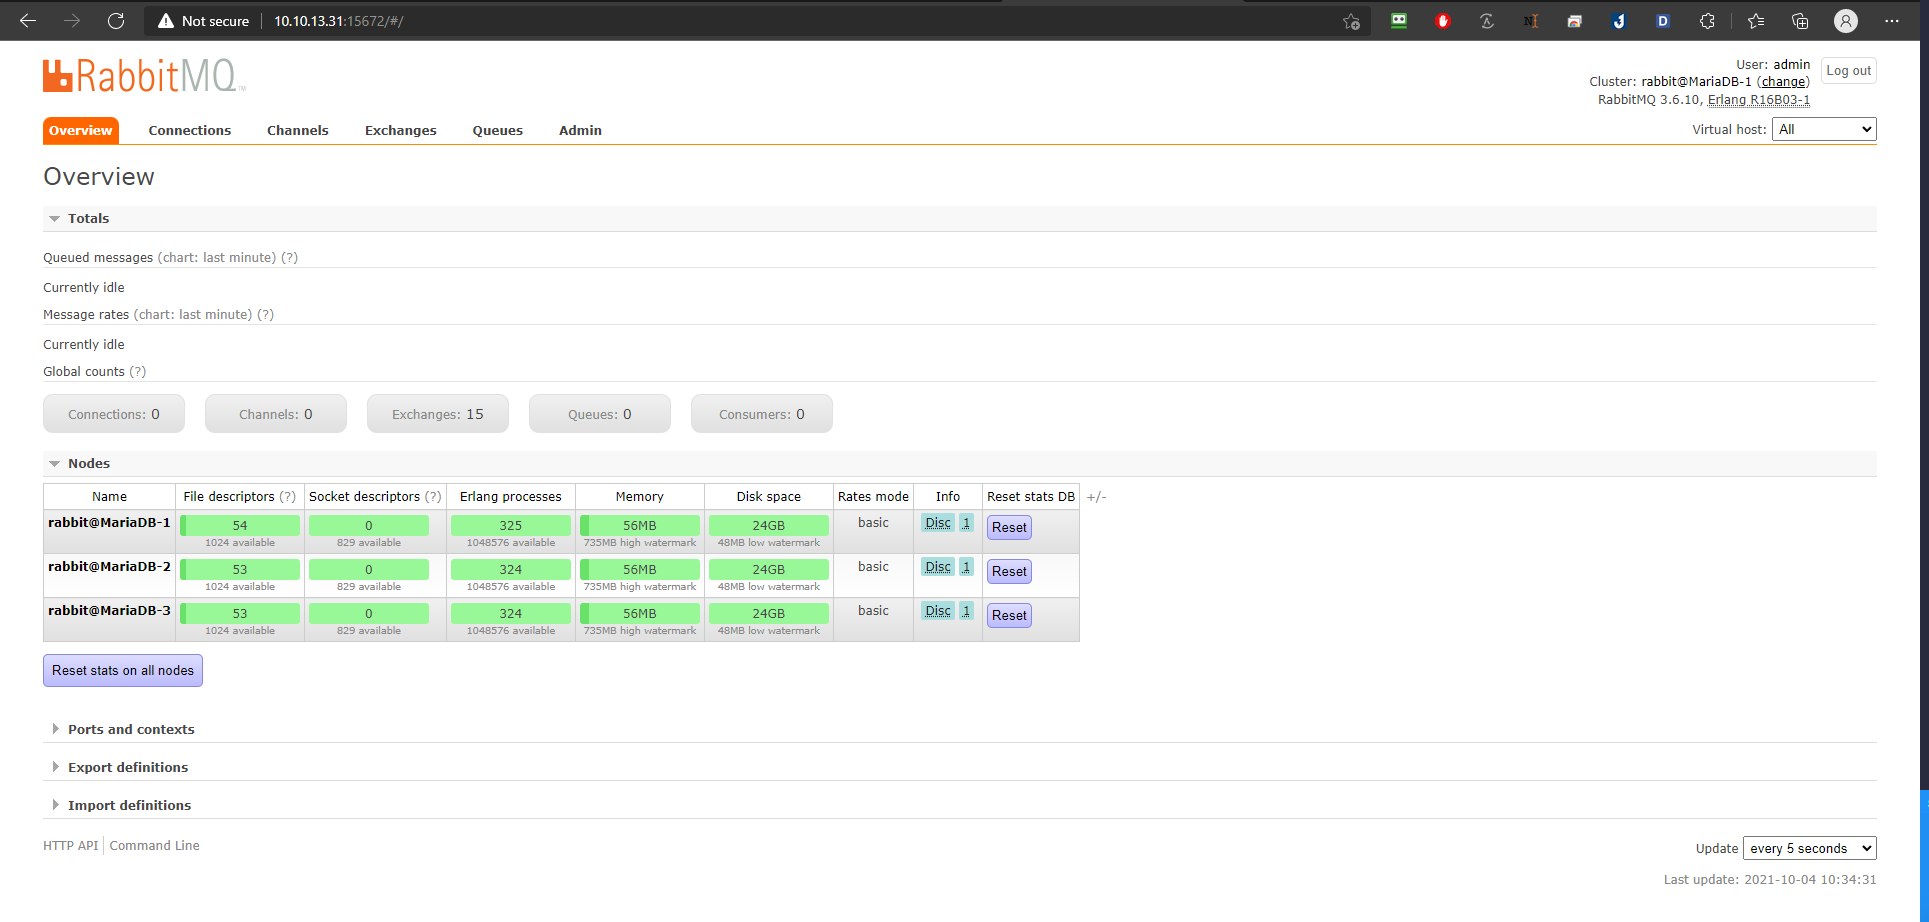 Not secure | 10.10.13.31:15672/#/
RabbitMQ TM
User: admin
Log out
Cluster: rabbit@MariaDB-1 (change)
RabbitMQ 3.6.10, Erlang R16B03-1
Overview Connections Channels Exchanges Queues Admin
Virtual host: All
Overview
Totals
Queued messages (chart: last minute) (?)
Currently idle
Message rates (chart: last minute) (?)
Currently idle
Global counts (?)
Connections: 0 Channels: 0 Exchanges: 15 Queues: 0 Consumers: 0
Nodes
Name File descriptors (?) Socket descriptors (?) Erlang processes Memory Disk space Rates mode Info Reset stats DB +/-
rabbit@MariaDB-1 54 0 325 56MB 24GB basic Disc 1 Reset
1024 available 829 available 1048576 available 735MB high watermark 48MB low watermark
rabbit@MariaDB-2 53 0 324 56MB 24GB basic Disc 1 Reset
1024 available 829 available 1048576 available 735MB high watermark 48MB low watermark
rabbit@MariaDB-3 53 0 324 56MB 24GB basic Disc 1 Reset
1024 available 829 available 1048576 available 735MB high watermark 48MB low watermark
Reset stats on all nodes
Ports and contexts
Export definitions
Import definitions
HTTP API | Command Line
Update every 5 seconds
Last update: 2021-10-04 10:34:31